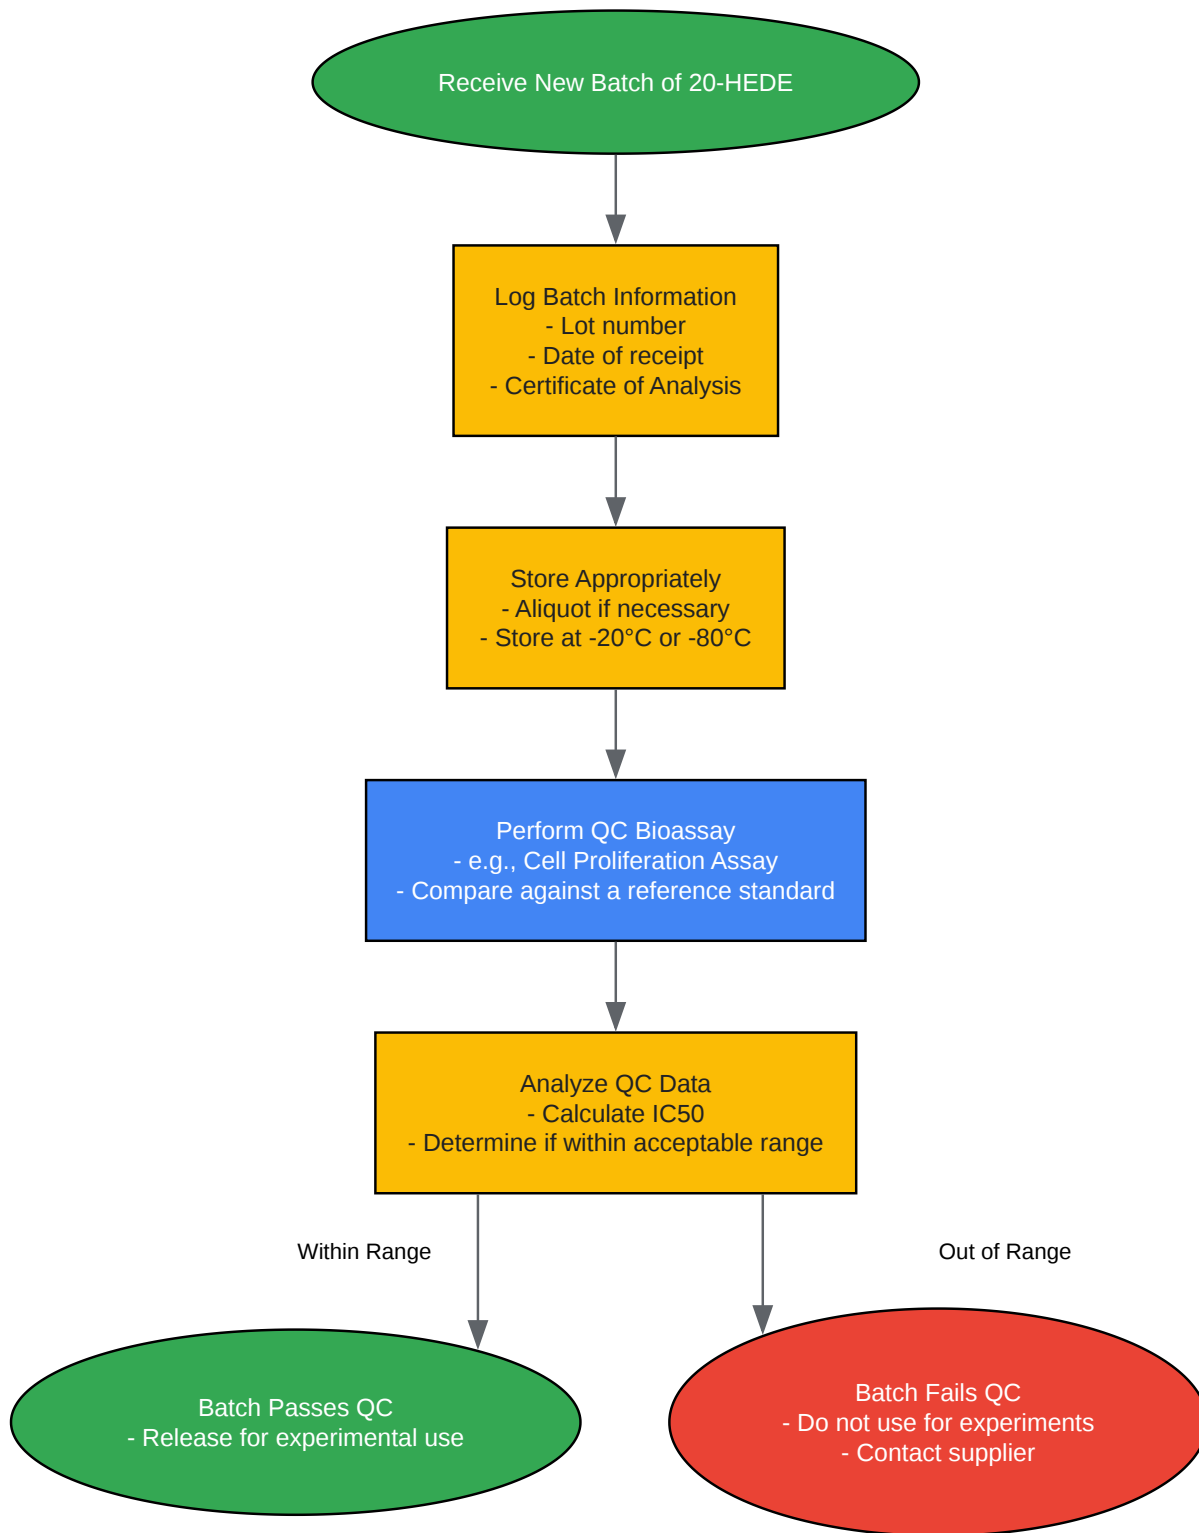 Receive New Batch of 20-HEDE
Log Batch Information
- Lot number
- Date of receipt
- Certificate of Analysis
Store Appropriately
- Aliquot if necessary
- Store at -20°C or -80°C
Perform QC Bioassay
- e.g., Cell Proliferation Assay
- Compare against a reference standard
Analyze QC Data
- Calculate IC50
- Determine if within acceptable range
Within Range
Out of Range
Batch Passes QC
- Release for experimental use
Batch Fails QC
- Do not use for experiments
- Contact supplier